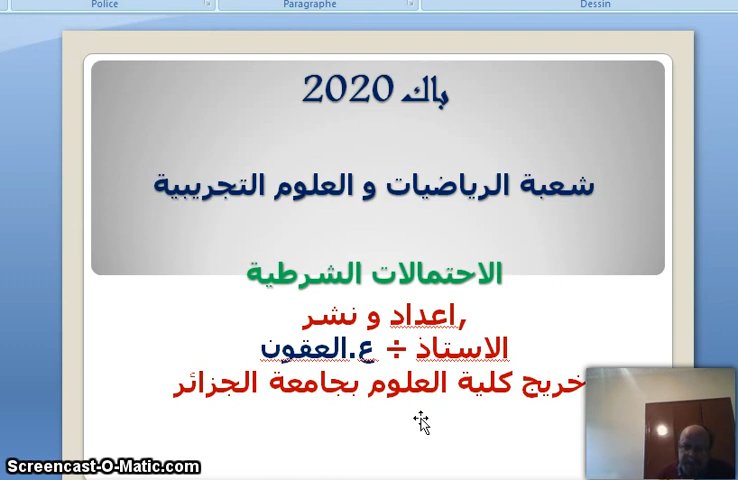 Police Paragraphe Dessin
باك 2020
شعبة الرياضيات و العلوم التجريبية
الاحتمالات الشرطية
,اعداد و نشر
الاستاذ ÷ ع.العقون
خريج كلية العلوم بجامعة الجزائر
Screencast-O-Matic.com